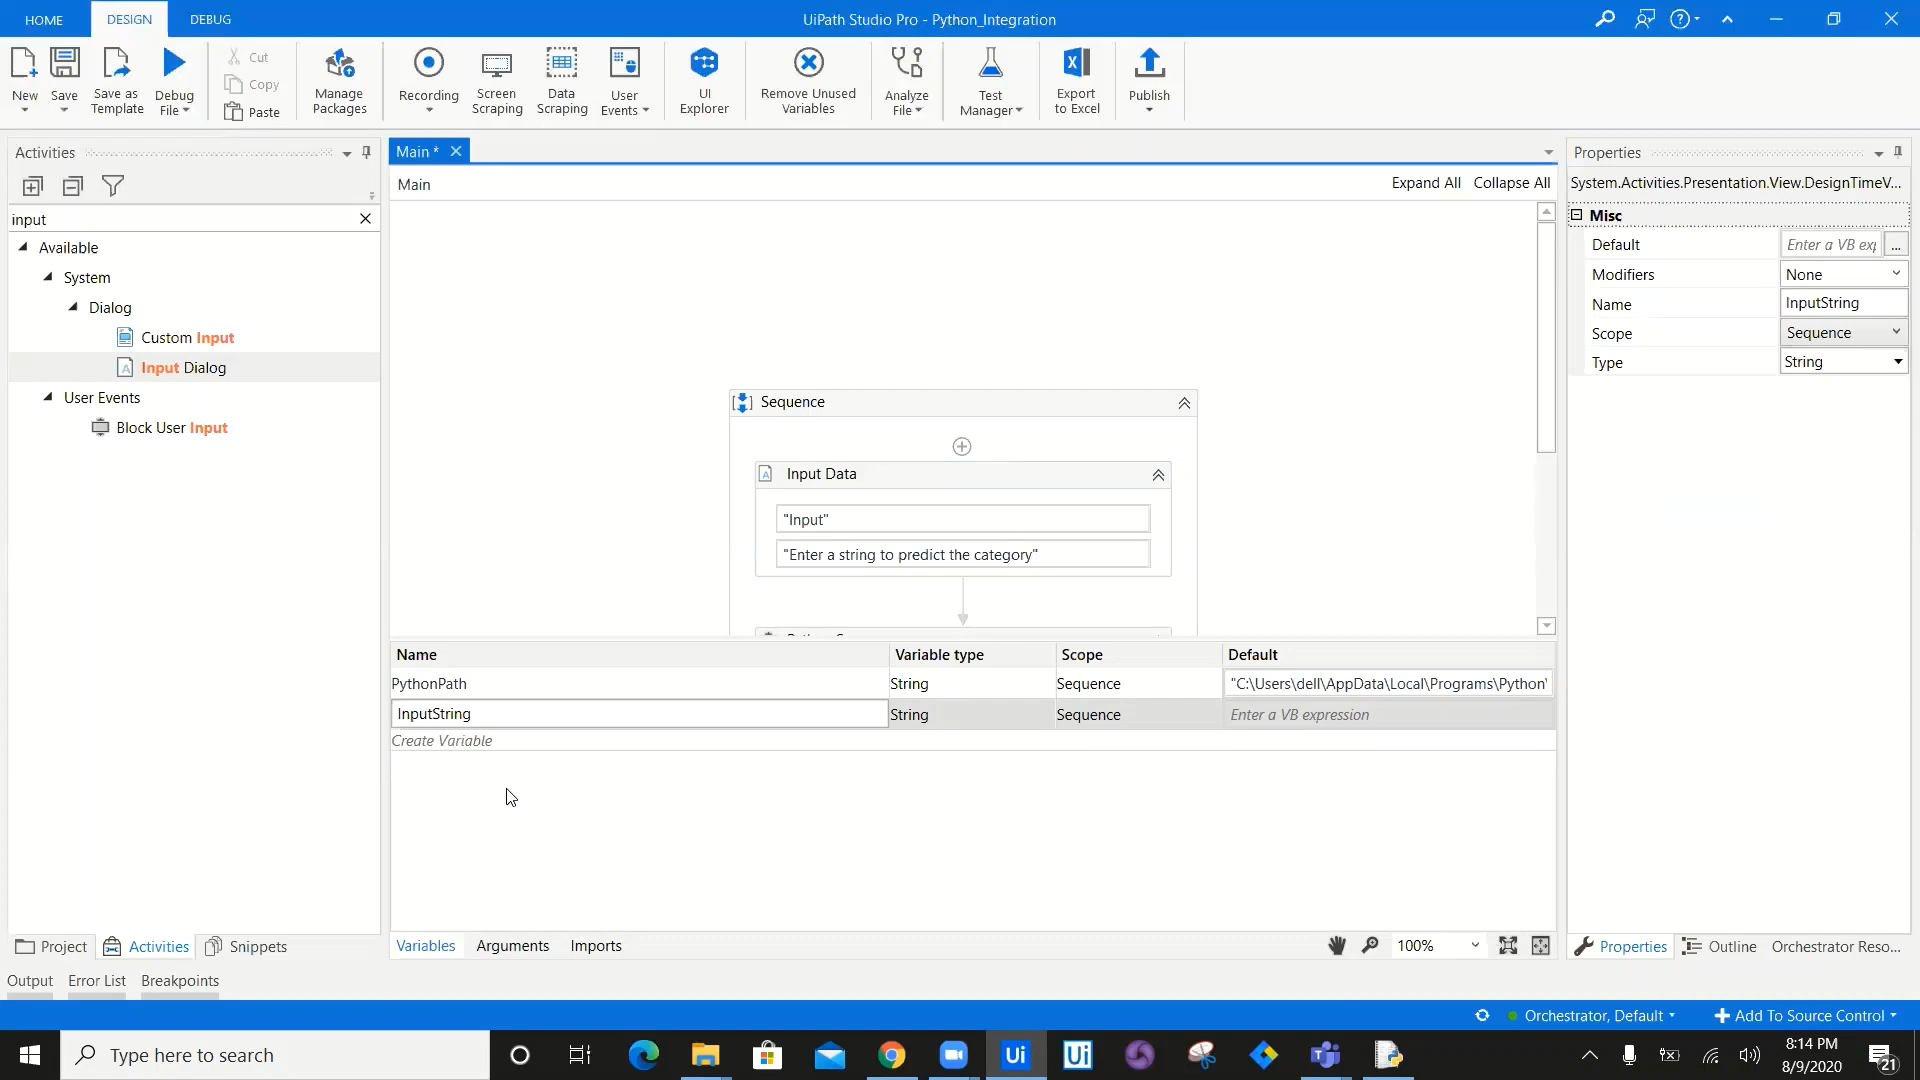 HOME
DESIGN
DEBUG
UiPath Studio Pro - Python_Integration
New
Save
Save as Template
Debug File
Cut
Copy
Paste
Manage Packages
Recording
Screen Scraping
Data Scraping
User Events
UI Explorer
Remove Unused Variables
Analyze File
Test Manager
Export to Excel
Publish
Activities
input
Available
System
Dialog
Custom Input
Input Dialog
User Events
Block User Input
Main *
Main
Expand All
Collapse All
Sequence
Input Data
"Input"
"Enter a string to predict the category"
Name Variable type Scope Default
PythonPath String Sequence "C:\Users\dell\AppData\Local\Programs\Python\
InputString String Sequence Enter a VB expression
Create Variable
Variables
Arguments
Imports
100%
Properties
System.Activities.Presentation.View.DesignTimeV...
Misc
Default Enter a VB exp ...
Modifiers None
Name InputString
Scope Sequence
Type String
Project
Activities
Snippets
Properties
Outline
Orchestrator Reso...
Output
Error List
Breakpoints
Orchestrator, Default
Add To Source Control
Type here to search
Ui
Ui
8:14 PM
8/9/2020
21